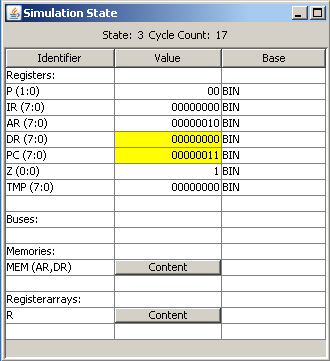 Simulation State
State: 3 Cycle Count: 17
Identifier Value Base
Registers:
P (1:0) 00 BIN
IR (7:0) 00000000 BIN
AR (7:0) 00000010 BIN
DR (7:0) 00000000 BIN
PC (7:0) 00000011 BIN
Z (0:0) 1 BIN
TMP (7:0) 00000000 BIN
Buses:
Memories:
MEM (AR,DR) Content
Registerarrays:
R Content